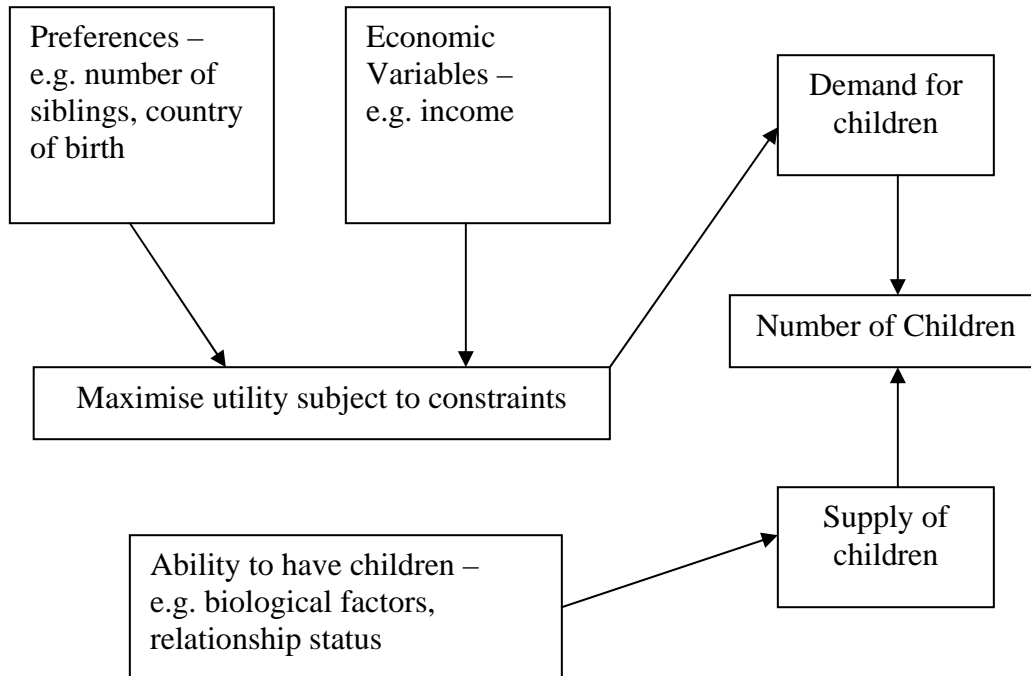 Preferences –
e.g. number of
siblings, country
of birth
Economic
Variables –
e.g. income
Demand for
children
Number of Children
Maximise utility subject to constraints
Supply of
children
Ability to have children –
e.g. biological factors,
relationship status